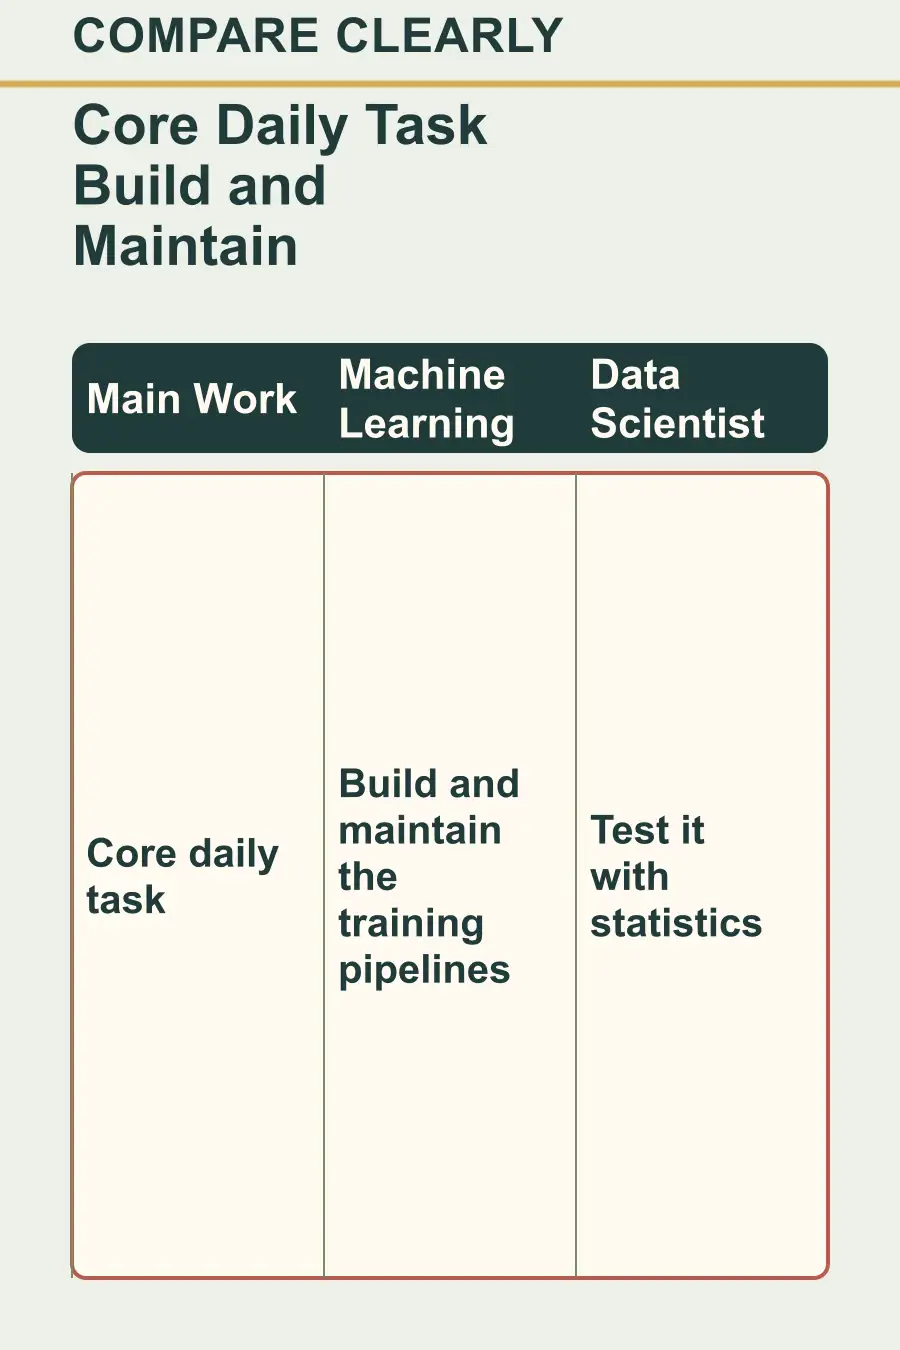 COMPARE CLEARLY
Core Daily Task
Build and
Maintain
Main Work
Machine
Learning
Data
Scientist
Core daily
task
Build and
maintain
the
training
pipelines
Test it
with
statistics